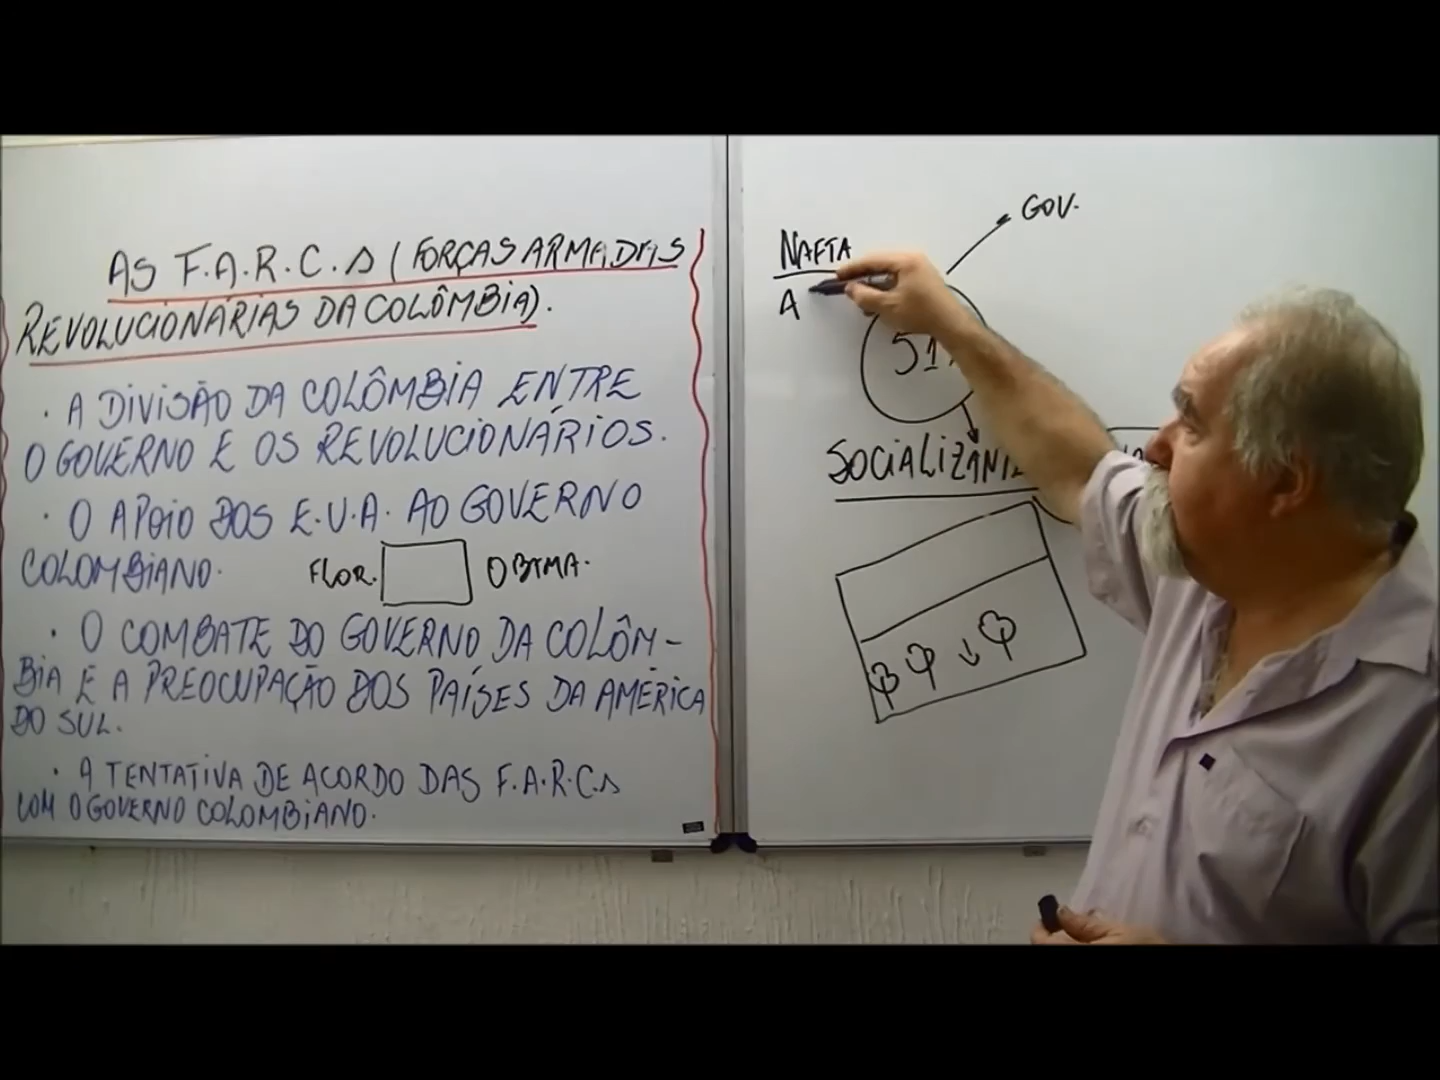 AS F.A.R.C.s (FORÇAS ARMADAS
REVOLUCIONÁRIAS DA COLÔMBIA).
· A DIVISÃO DA COLÔMBIA ENTRE
O GOVERNO E OS REVOLUCIONÁRIOS.
· O APOIO DOS E.U.A. AO GOVERNO
COLOMBIANO.
FLOR. OBAMA.
· O COMBATE DO GOVERNO DA COLÔM-
BIA E A PREOCUPAÇÃO DOS PAÍSES DA AMÉRICA
DO SUL.
· A TENTATIVA DE ACORDO DAS F.A.R.C.s
COM O GOVERNO COLOMBIANO.
GOV.
NAFTA
A
51